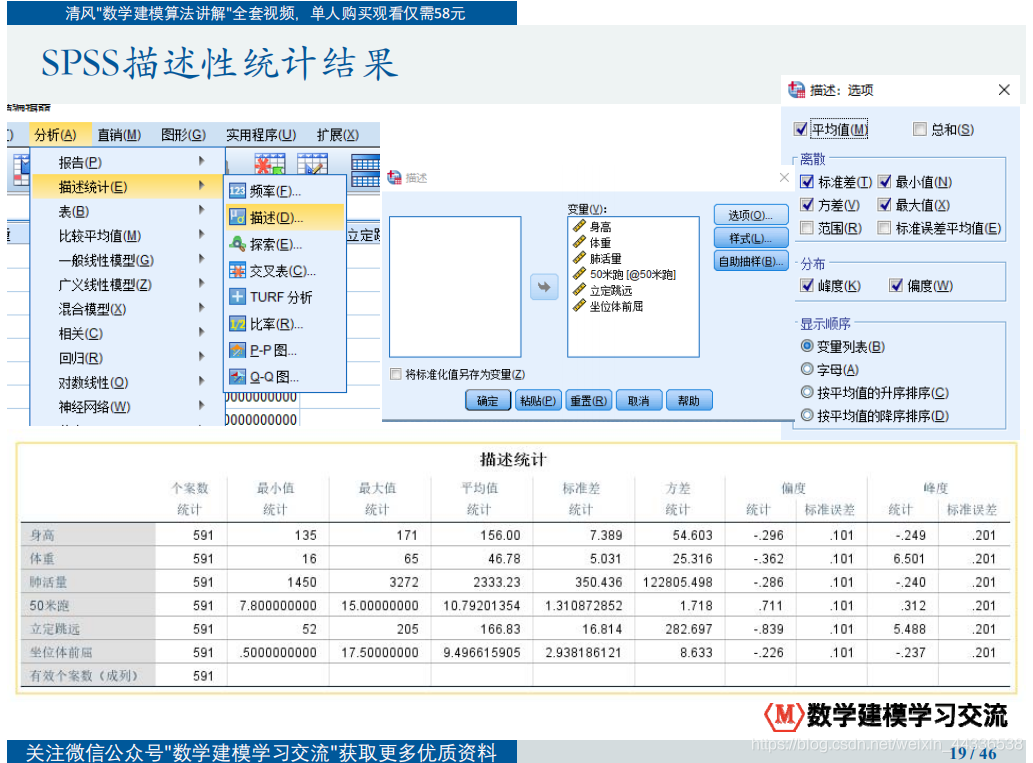 清风"数学建模算法讲解"全套视频，单人购买观看仅需58元
SPSS描述性统计结果
分析(A) 直销(M) 图形(G) 实用程序(U) 扩展(X)
报告(P)
描述统计(E)
表(B)
比较平均值(M)
一般线性模型(G)
广义线性模型(Z)
混合模型(X)
相关(C)
回归(R)
对数线性(O)
神经网络(W)
频率(F)...
描述(D)...
探索(E)...
交叉表(C)...
TURF 分析
比率(R)...
P-P 图...
Q-Q 图...
立定跳
0000000000
0000000000
描述
变量(V):
身高
体重
肺活量
50米跑 [@50米跑]
立定跳远
坐位体前屈
选项(O)...
样式(L)...
自助抽样(B)...
将标准化值另存为变量(Z)
确定 粘贴(P) 重置(R) 取消 帮助
描述：选项
平均值(M) 总和(S)
离散
标准差(T) 最小值(N)
方差(V) 最大值(X)
范围(R) 标准误差平均值(E)
分布
峰度(K) 偏度(W)
显示顺序
变量列表(B)
字母(A)
按平均值的升序排序(C)
按平均值的降序排序(D)
描述统计
个案数 最小值 最大值 平均值 标准差 方差 偏度 峰度
统计 统计 统计 统计 统计 统计 统计 标准误差 统计 标准误差
身高 591 135 171 156.00 7.389 54.603 -.296 .101 -.249 .201
体重 591 16 65 46.78 5.031 25.316 -.362 .101 6.501 .201
肺活量 591 1450 3272 2333.23 350.436 122805.498 -.286 .101 -.240 .201
50米跑 591 7.800000000 15.00000000 10.79201354 1.310872852 1.718 .711 .101 .312 .201
立定跳远 591 52 205 166.83 16.814 282.697 -.839 .101 5.488 .201
坐位体前屈 591 .5000000000 17.50000000 9.496615905 2.938186121 8.633 -.226 .101 -.237 .201
有效个案数（成列） 591
M 数学建模学习交流
关注微信公众号"数学建模学习交流"获取更多优质资料
19 / 46